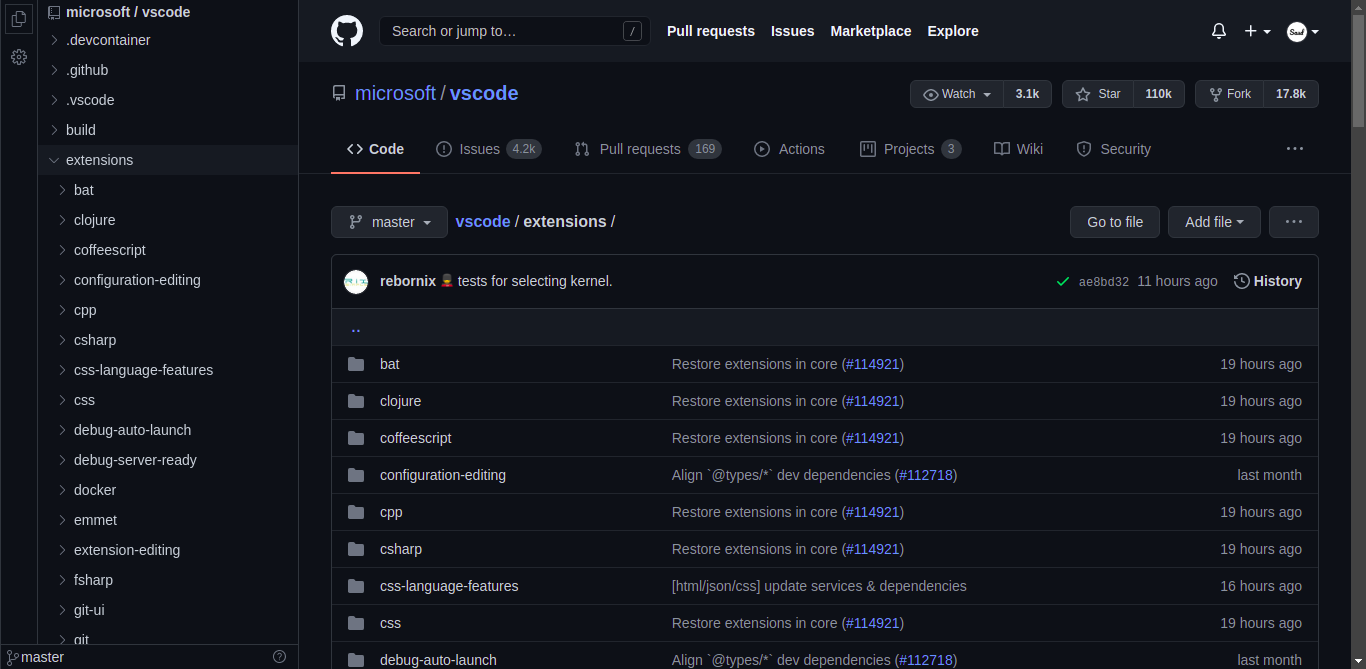 microsoft / vscode
.devcontainer
.github
.vscode
build
extensions
bat
clojure
coffeescript
configuration-editing
cpp
csharp
css-language-features
css
debug-auto-launch
debug-server-ready
docker
emmet
extension-editing
fsharp
git-ui
git
master
Search or jump to… / Pull requests Issues Marketplace Explore
microsoft / vscode Watch 3.1k Star 110k Fork 17.8k
Code Issues 4.2k Pull requests 169 Actions Projects 3 Wiki Security ···
master vscode / extensions / Go to file Add file ···
rebornix 💂 tests for selecting kernel. ae8bd32 11 hours ago History
..
bat Restore extensions in core (#114921) 19 hours ago
clojure Restore extensions in core (#114921) 19 hours ago
coffeescript Restore extensions in core (#114921) 19 hours ago
configuration-editing Align `@types/*` dev dependencies (#112718) last month
cpp Restore extensions in core (#114921) 19 hours ago
csharp Restore extensions in core (#114921) 19 hours ago
css-language-features [html/json/css] update services & dependencies 16 hours ago
css Restore extensions in core (#114921) 19 hours ago
debug-auto-launch Align `@types/*` dev dependencies (#112718) last month